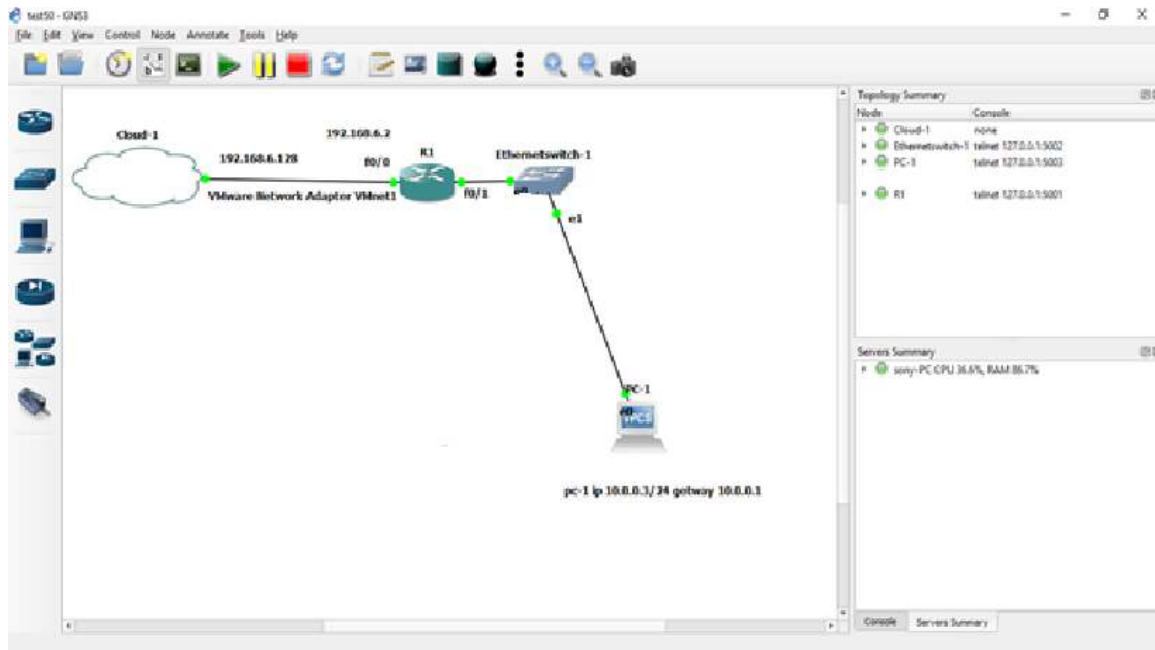 test50 - GNS3
File Edit View Control Node Annotate Tools Help
Topology Summary
Node Console
Cloud-1 none
Ethernetswitch-1 telnet 127.0.0.1:5002
PC-1 telnet 127.0.0.1:5003
R1 telnet 127.0.0.1:5001
Cloud-1
192.168.6.2
192.168.6.128
f0/0
R1
Ethernetswitch-1
VMware Network Adaptor VMnet1
f0/1
e0
e1
PC-1
e0
VPCS
pc-1 ip 10.0.0.3/24 getway 10.0.0.1
Servers Summary
sony-PC CPU 36.6%, RAM 86.7%
Console Servers Summary